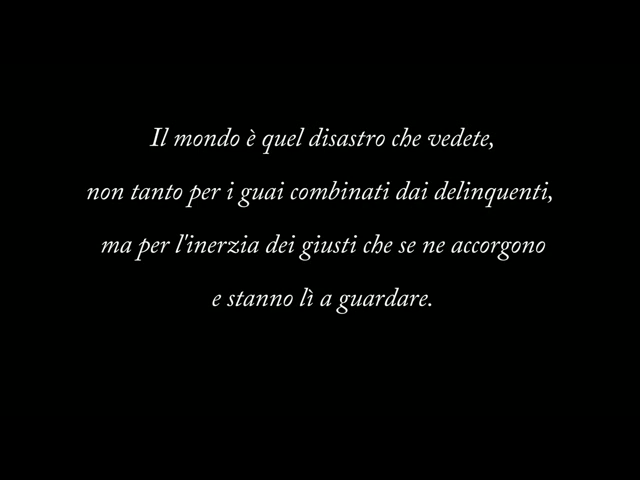 Il mondo è quel disastro che vedete,
non tanto per i guai combinati dai delinquenti,
ma per l'inerzia dei giusti che se ne accorgono
e stanno lì a guardare.